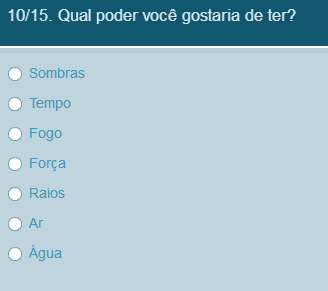 10/15. Qual poder você gostaria de ter?
Sombras
Tempo
Fogo
Força
Raios
Ar
Água